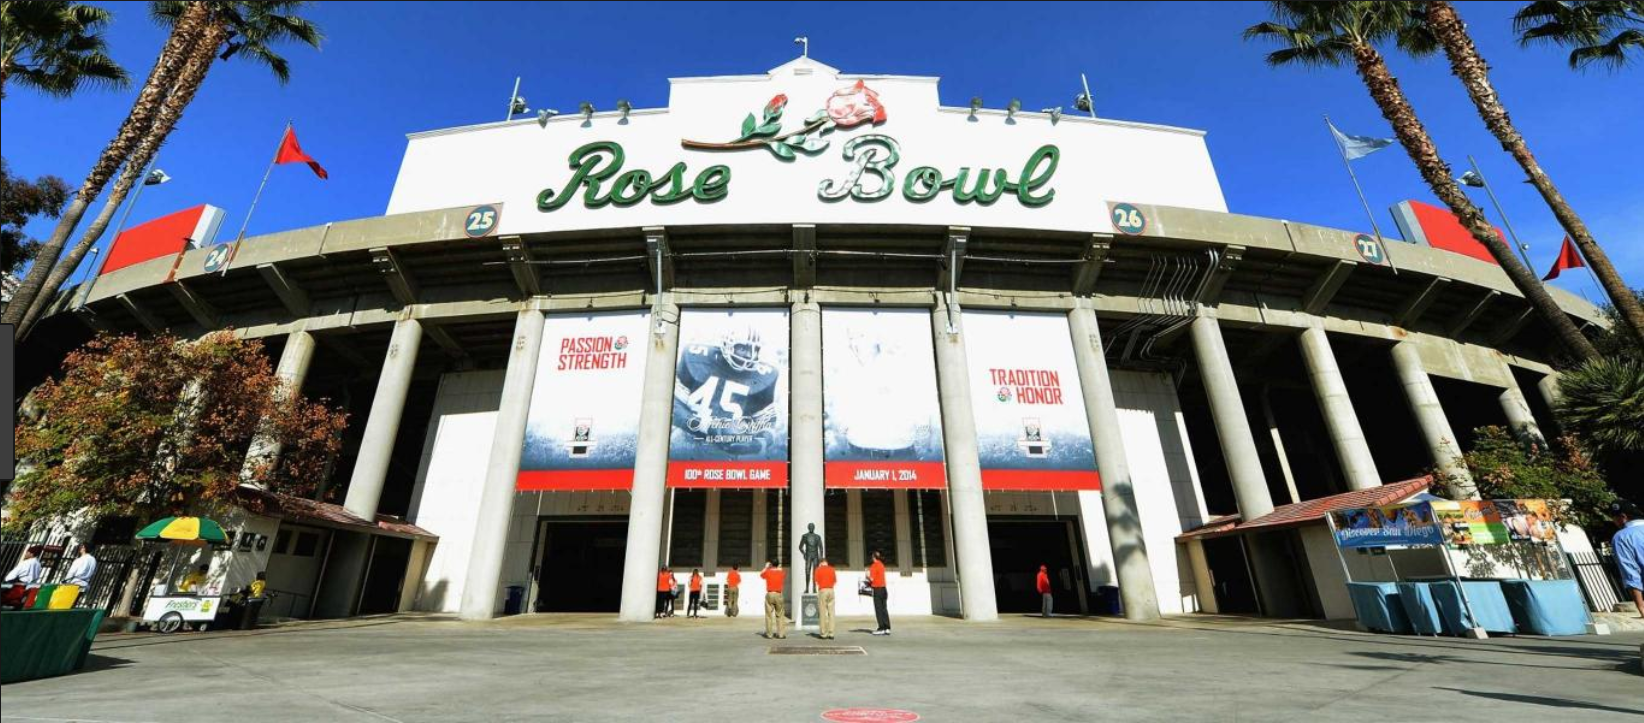 Rose Bowl
24
25
26
27
PASSION
STRENGTH
45
45
ALL-CENTURY PLAYER
100th ROSE BOWL GAME
JANUARY 1, 2014
TRADITION
HONOR
Discover San Diego